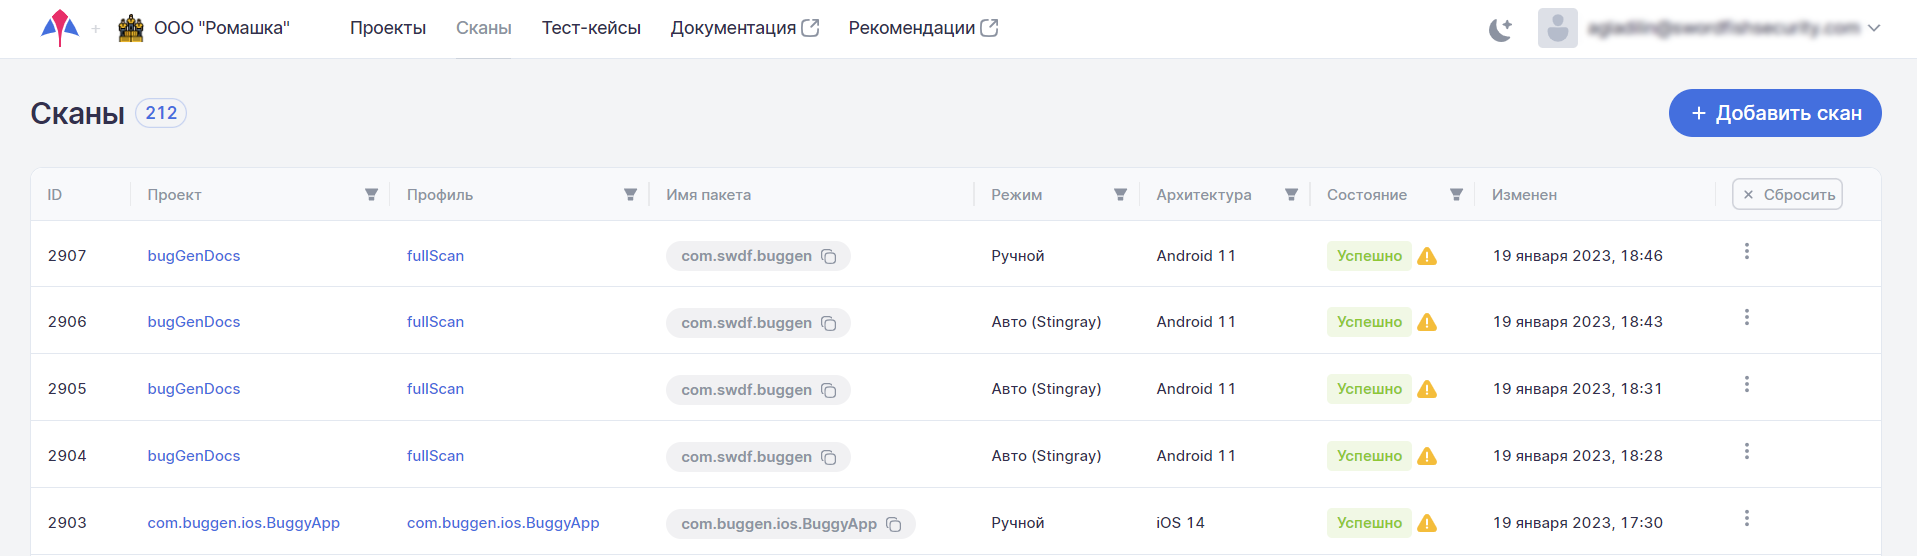 ООО "Ромашка" Проекты Сканы Тест-кейсы Документация Рекомендации
Сканы 212 + Добавить скан
ID Проект Профиль Имя пакета Режим Архитектура Состояние Изменен × Сбросить
2907 bugGenDocs fullScan com.swdf.buggen Ручной Android 11 Успешно 19 января 2023, 18:46
2906 bugGenDocs fullScan com.swdf.buggen Авто (Stingray) Android 11 Успешно 19 января 2023, 18:43
2905 bugGenDocs fullScan com.swdf.buggen Авто (Stingray) Android 11 Успешно 19 января 2023, 18:31
2904 bugGenDocs fullScan com.swdf.buggen Авто (Stingray) Android 11 Успешно 19 января 2023, 18:28
2903 com.buggen.ios.BuggyApp com.buggen.ios.BuggyApp com.buggen.ios.BuggyApp Ручной iOS 14 Успешно 19 января 2023, 17:30